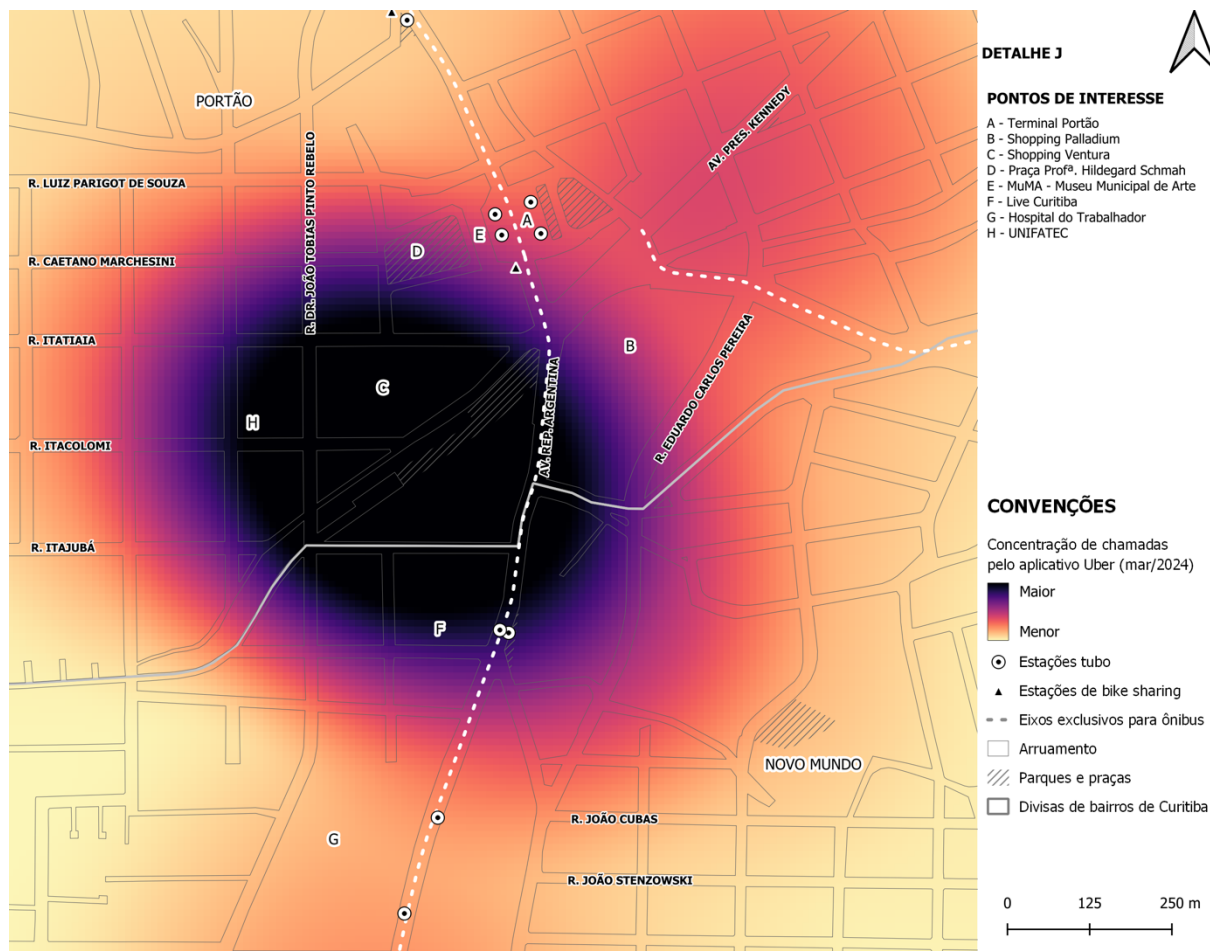 PORTÃO
R. LUIZ PARIGOT DE SOUZA
R. DR. JOÃO TOBIAS PINTO REBELO
AV. PRES. KENNEDY
A
E
D
R. CAETANO MARCHESINI
R. ITATIAIA
B
C
AV. REP. ARGENTINA
R. EDUARDO CARLOS PEREIRA
H
R. ITACOLOMI
R. ITAJUBÁ
F
NOVO MUNDO
G
R. JOÃO CUBAS
R. JOÃO STENZOWSKI
DETALHE J
PONTOS DE INTERESSE
A - Terminal Portão
B - Shopping Palladium
C - Shopping Ventura
D - Praça Profª. Hildegard Schmah
E - MuMA - Museu Municipal de Arte
F - Live Curitiba
G - Hospital do Trabalhador
H - UNIFATEC
CONVENÇÕES
Concentração de chamadas
pelo aplicativo Uber (mar/2024)
Maior
Menor
Estações tubo
Estações de bike sharing
Eixos exclusivos para ônibus
Arruamento
Parques e praças
Divisas de bairros de Curitiba
0 125 250 m